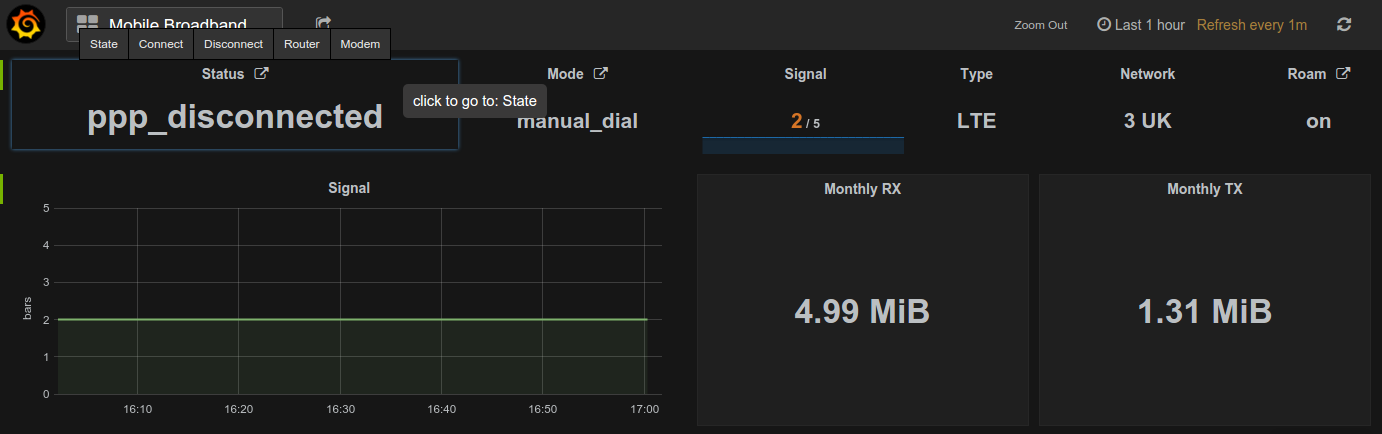 Mobile Broadband
Zoom Out
Last 1 hour
Refresh every 1m
State
Connect
Disconnect
Router
Modem
Status
Mode
Signal
Type
Network
Roam
click to go to: State
ppp_disconnected
manual_dial
2 / 5
LTE
3 UK
on
Signal
Monthly RX
Monthly TX
bars
5
4
3
2
1
0
16:10
16:20
16:30
16:40
16:50
17:00
4.99 MiB
1.31 MiB